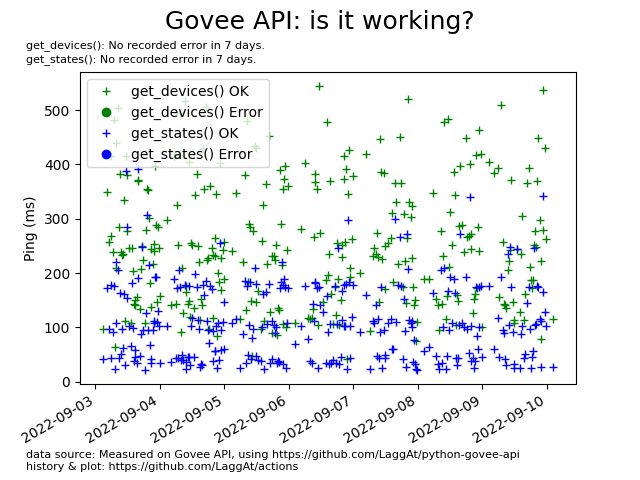 Govee API: is it working?
get_devices(): No recorded error in 7 days.
get_states(): No recorded error in 7 days.
get_devices() OK
get_devices() Error
get_states() OK
get_states() Error
Ping (ms)
500
400
300
200
100
0
2022-09-03
2022-09-04
2022-09-05
2022-09-06
2022-09-07
2022-09-08
2022-09-09
2022-09-10
data source: Measured on Govee API, using https://github.com/LaggAt/python-govee-api
history & plot: https://github.com/LaggAt/actions